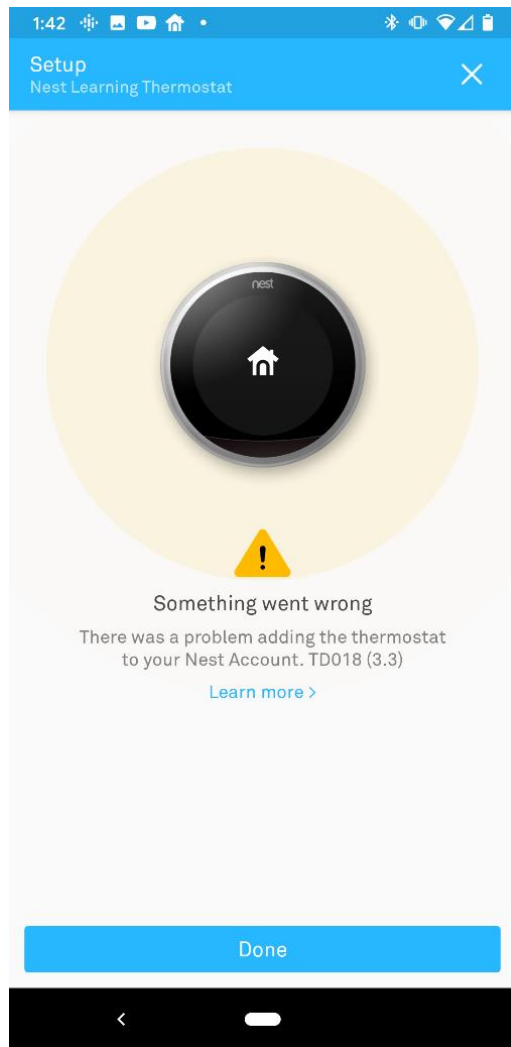 1:42
Setup
Nest Learning Thermostat
nest
Something went wrong
There was a problem adding the thermostat
to your Nest Account. TD018 (3.3)
Learn more >
Done